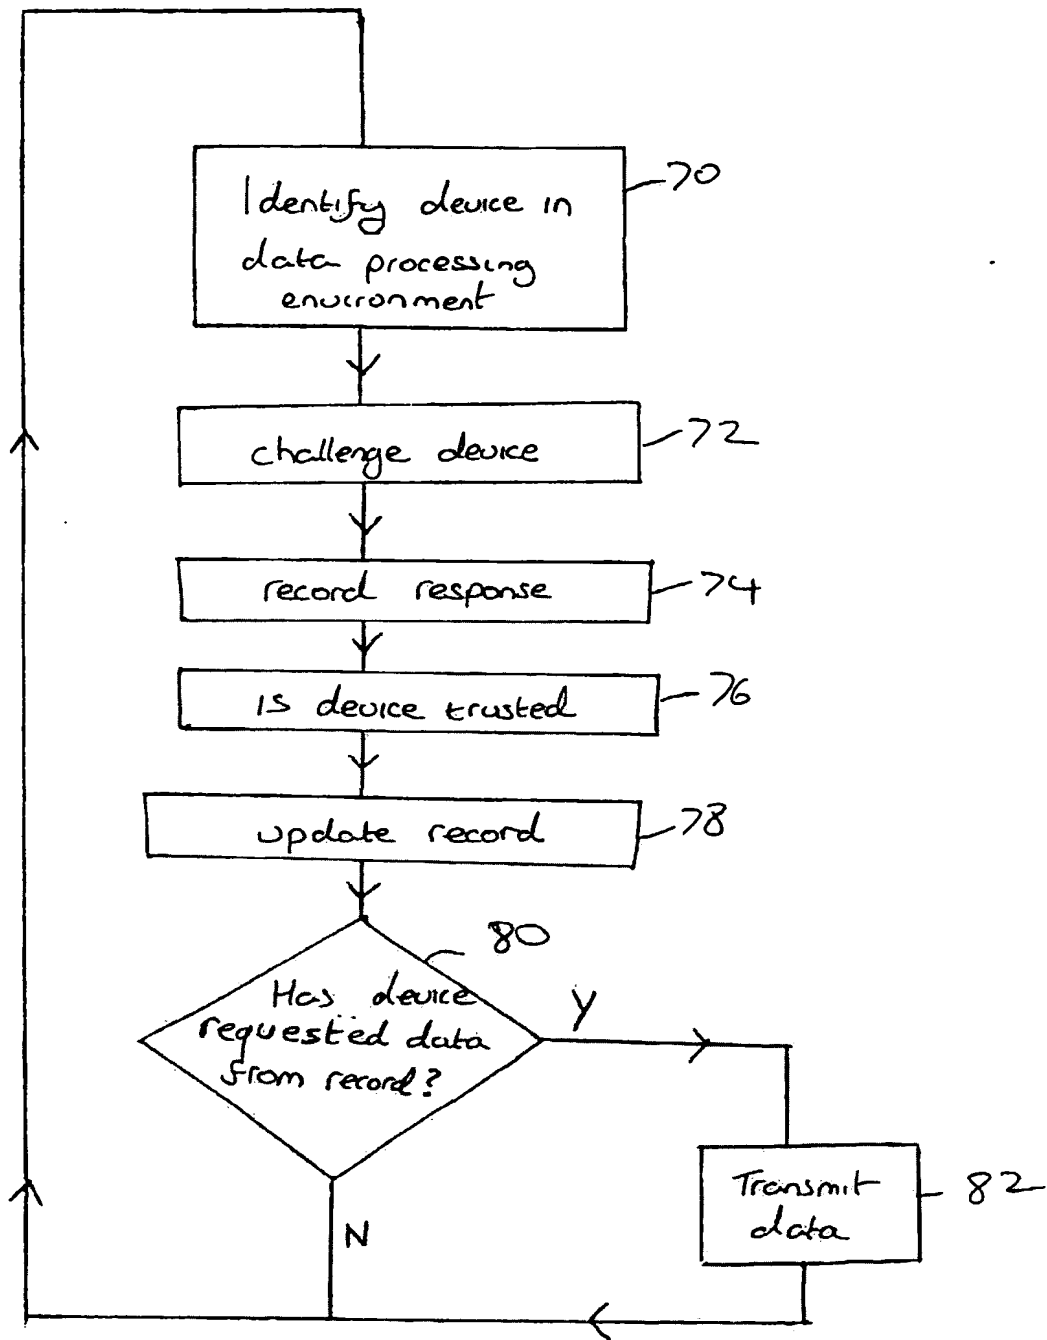 Identify device in
data processing
environment
70
challenge device
72
record response
74
is device trusted
76
update record
78
80
Has device
requested data
from record?
Y
Transmit
data
82
N